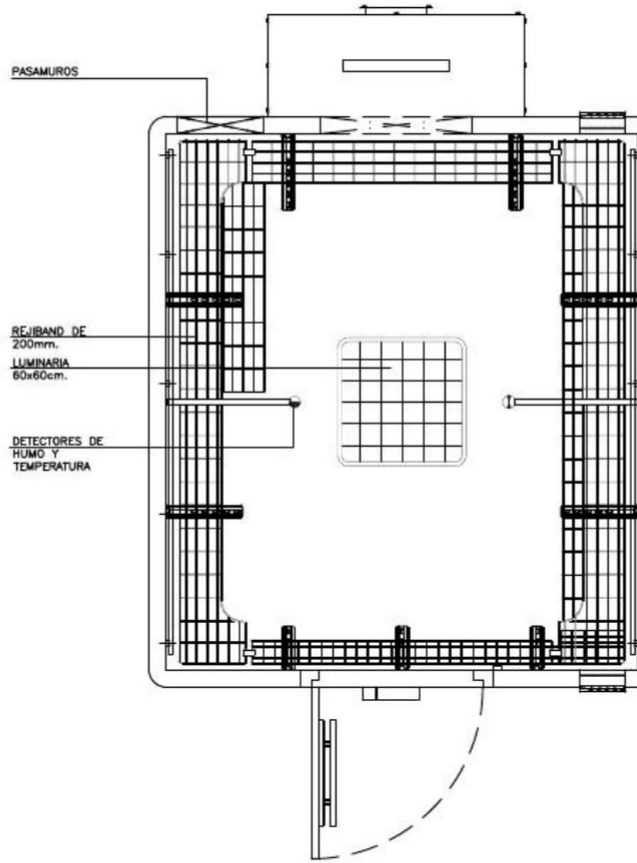 PASAMUROS
REJIBAND DE
200mm.
LUMINARIA
60x60cm.
DETECTORES DE
HUMO Y
TEMPERATURA